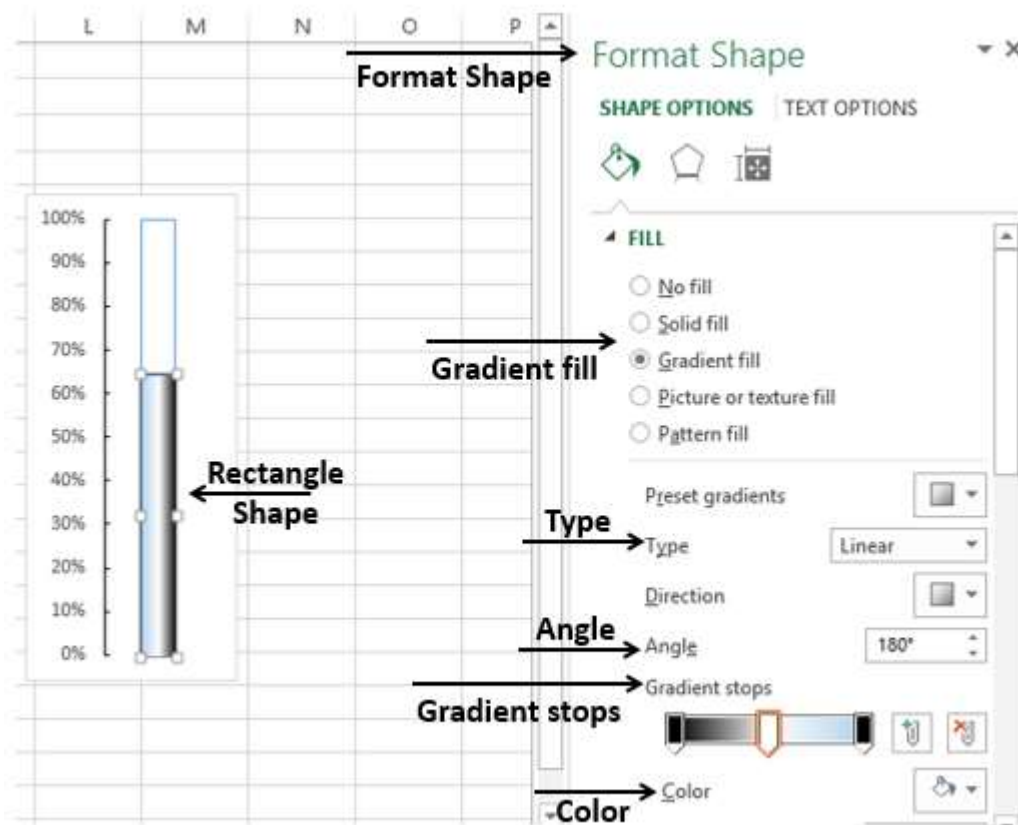 L M N O P
Format Shape
Format Shape
SHAPE OPTIONS TEXT OPTIONS
100%
90%
80%
70%
60%
50%
40%
30%
20%
10%
0%
Rectangle
Shape
FILL
No fill
Solid fill
Gradient fill
Gradient fill
Picture or texture fill
Pattern fill
Preset gradients
Type
Type Linear
Direction
Angle
Angle 180°
Gradient stops
Gradient stops
Color
Color